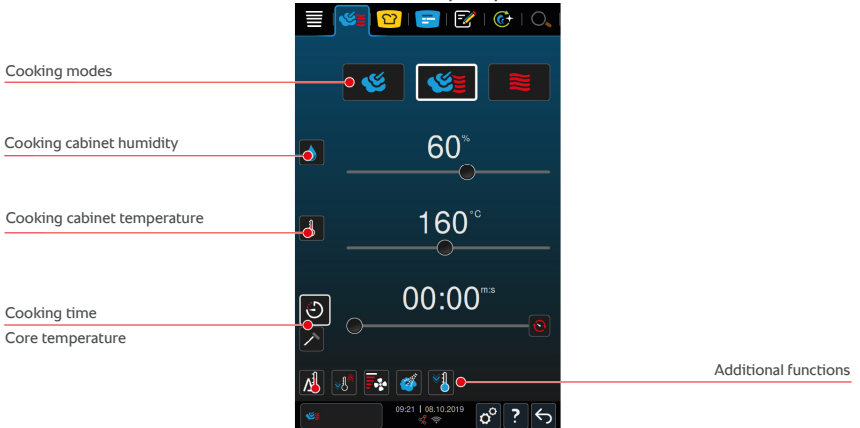 Cooking modes
Cooking cabinet humidity
60%
Cooking cabinet temperature
160°C
Cooking time
00:00 m:s
Core temperature
Additional functions
09:21 | 08.10.2019
?